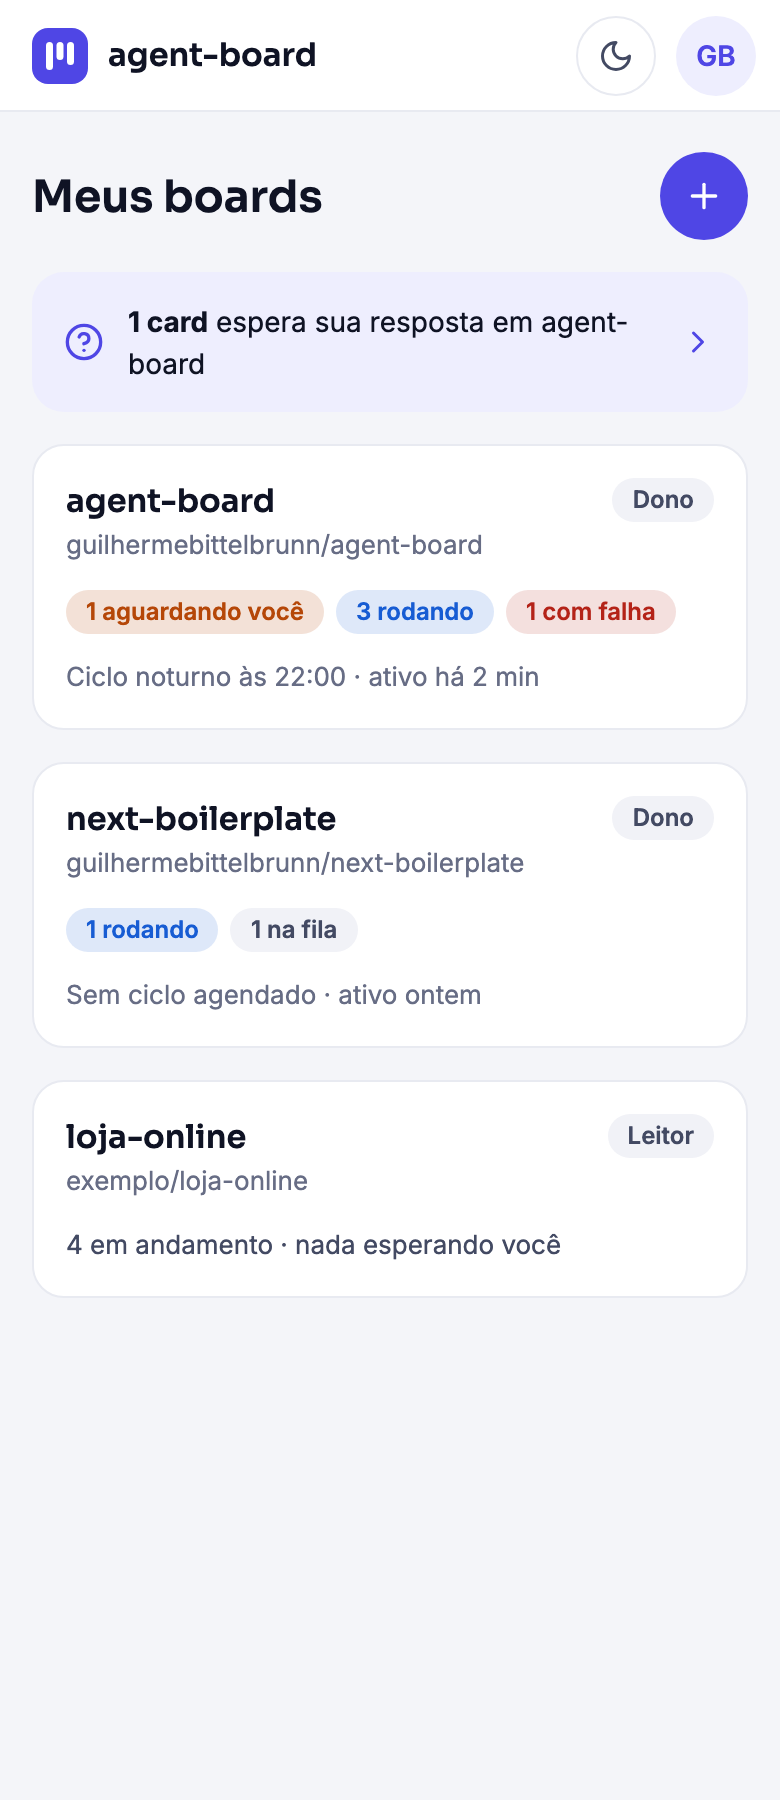 agent-board
GB
Meus boards
1 card espera sua resposta em agent-
board
agent-board
Dono
guilhermebittelbrunn/agent-board
1 aguardando você
3 rodando
1 com falha
Ciclo noturno às 22:00 · ativo há 2 min
next-boilerplate
Dono
guilhermebittelbrunn/next-boilerplate
1 rodando
1 na fila
Sem ciclo agendado · ativo ontem
loja-online
Leitor
exemplo/loja-online
4 em andamento · nada esperando você